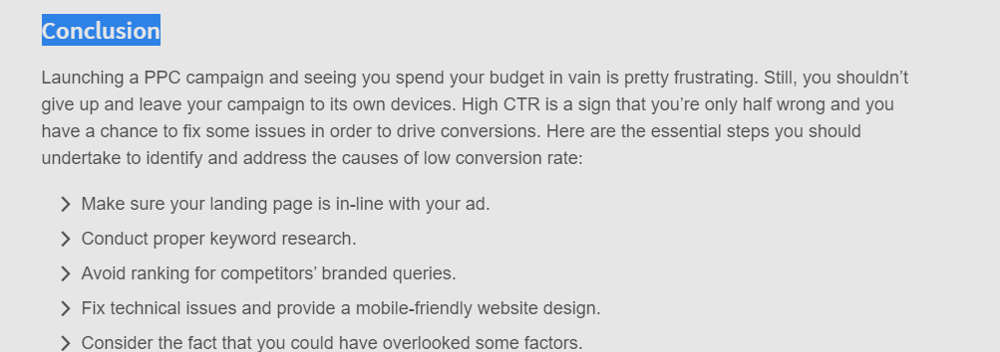 Conclusion
Launching a PPC campaign and seeing you spend your budget in vain is pretty frustrating. Still, you shouldn’t
give up and leave your campaign to its own devices. High CTR is a sign that you’re only half wrong and you
have a chance to fix some issues in order to drive conversions. Here are the essential steps you should
undertake to identify and address the causes of low conversion rate:
Make sure your landing page is in-line with your ad.
Conduct proper keyword research.
Avoid ranking for competitors’ branded queries.
Fix technical issues and provide a mobile-friendly website design.
Consider the fact that you could have overlooked some factors.